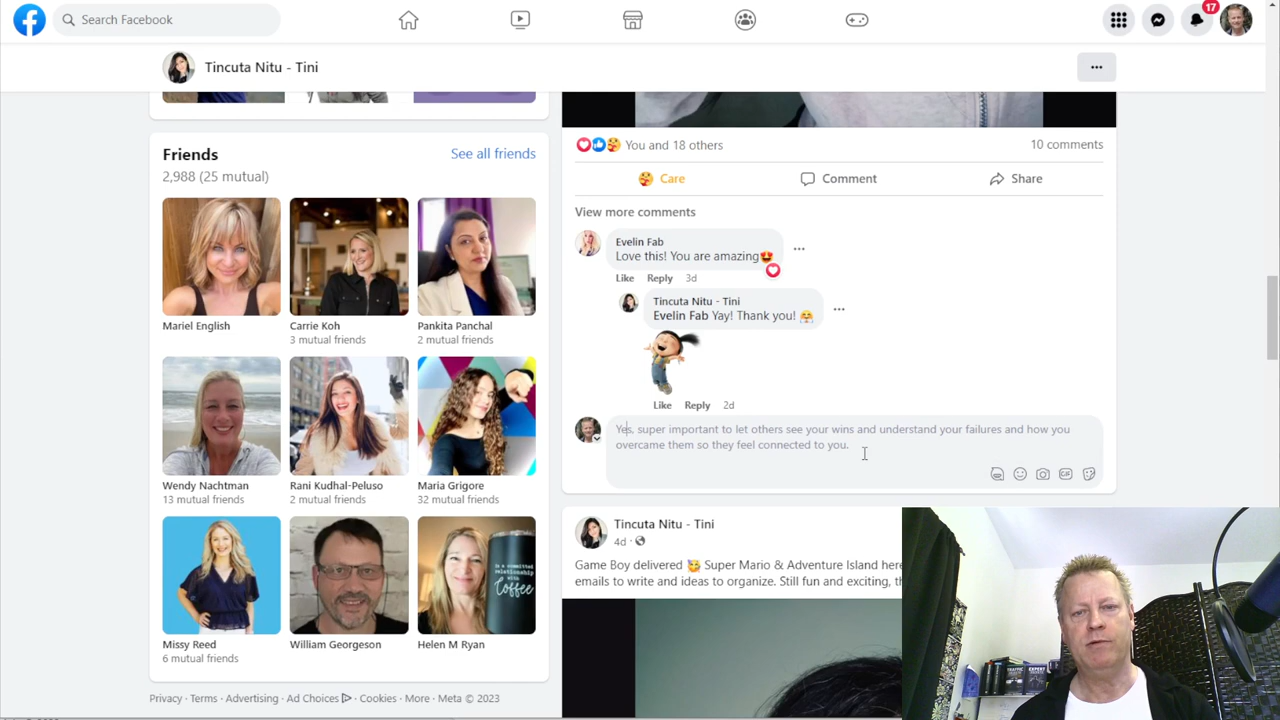 Search Facebook
17
Tincuta Nitu - Tini
Friends
See all friends
2,988 (25 mutual)
Mariel English
Carrie Koh
3 mutual friends
Pankita Panchal
2 mutual friends
Wendy Nachtman
13 mutual friends
Rani Kudhal-Peluso
2 mutual friends
Maria Grigore
32 mutual friends
COFFEE
Missy Reed
6 mutual friends
William Georgeson
Helen M Ryan
Privacy · Terms · Advertising · Ad Choices · Cookies · More · Meta © 2023
You and 18 others
10 comments
Care
Comment
Share
View more comments
Evelin Fab
Love this! You are amazing😍
Like Reply 3d
Tincuta Nitu - Tini
Evelin Fab Yay! Thank you! 🤗
Like Reply 2d
Yes, super important to let others see your wins and understand your failures and how you
overcame them so they feel connected to you.
GIF
Tincuta Nitu - Tini
4d ·
Game Boy delivered 🥰 Super Mario & Adventure Island here
emails to write and ideas to organize. Still fun and exciting, th
TRAFFIC
EXPERT